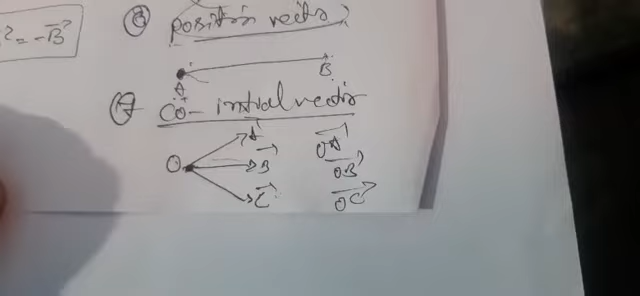 = -B⃗
⑥ position vector
A B
⑦ co-initial vector
O A⃗ B⃗ C⃗
OA⃗
OB⃗
OC⃗